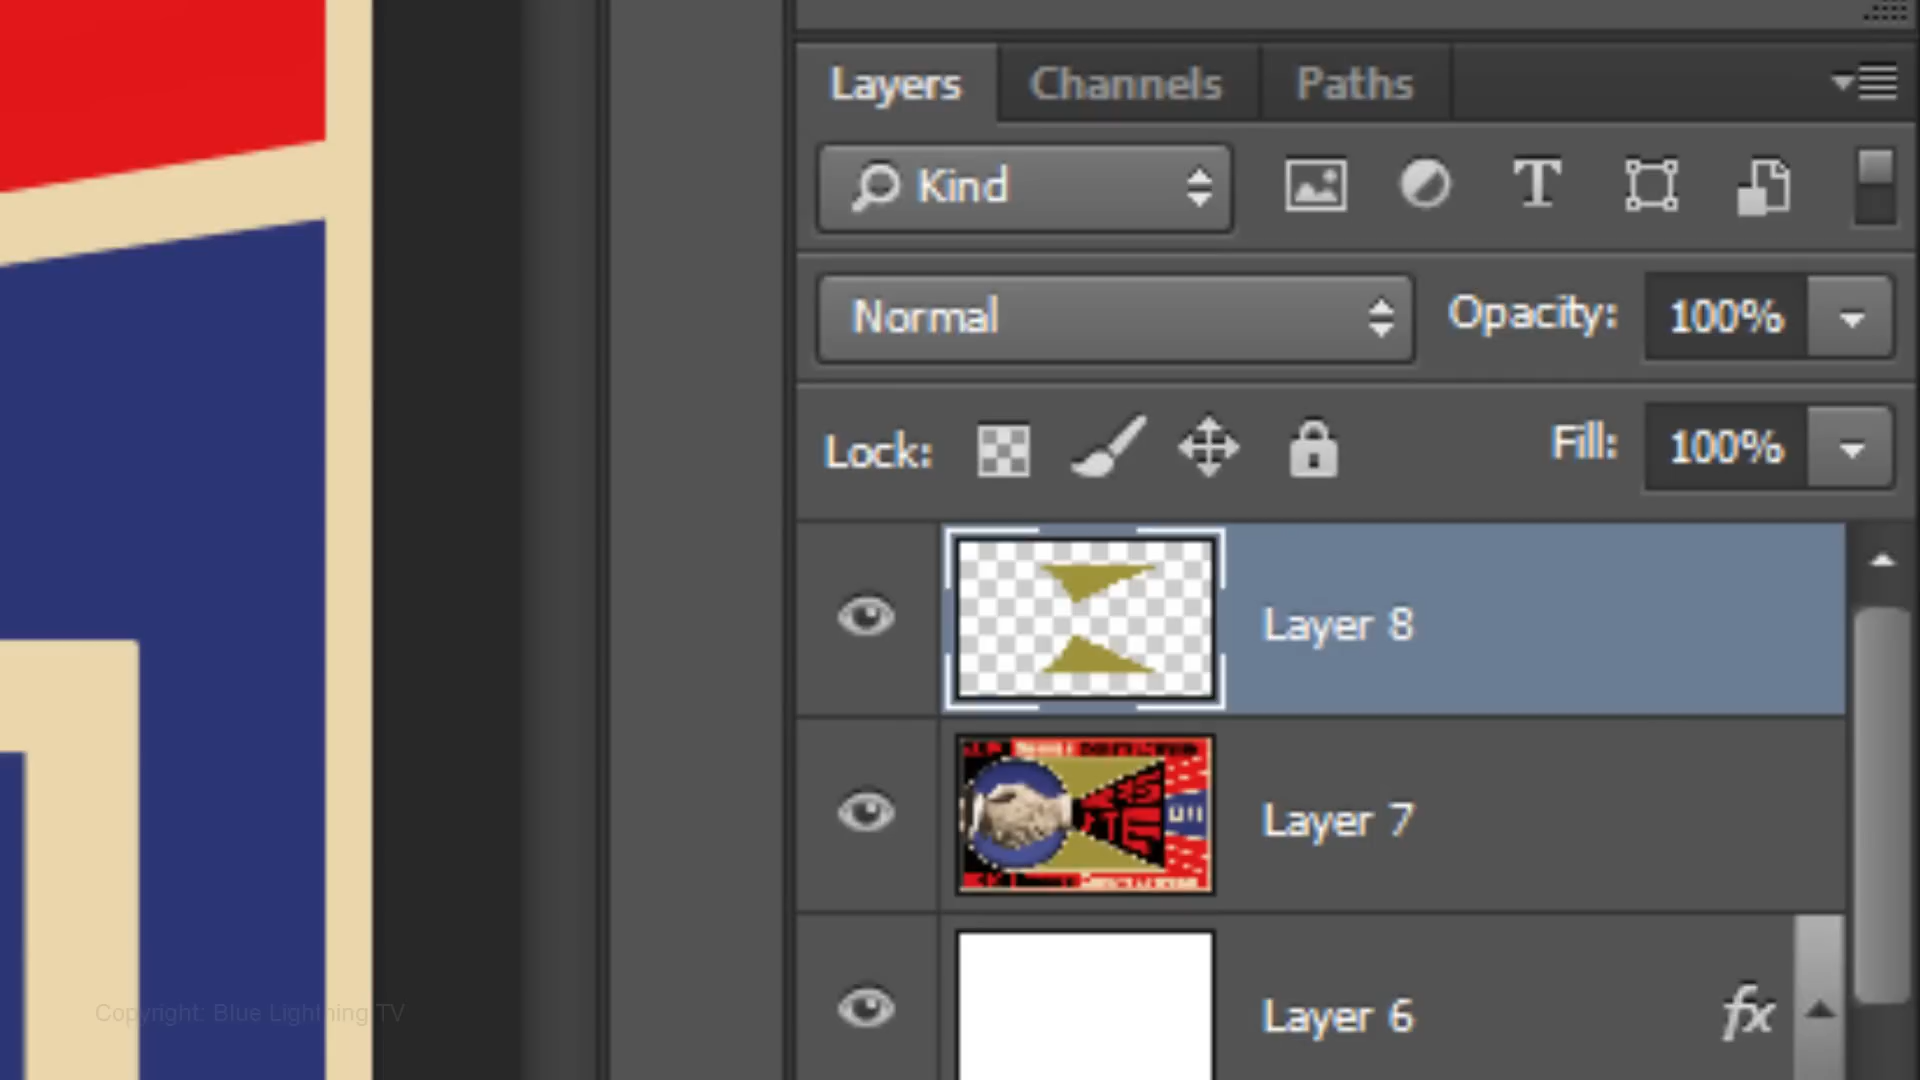 Layers Channels Paths
Kind T
Normal Opacity: 100%
Lock: Fill: 100%
Layer 8
Layer 7
Layer 6 fx
Copyright: Blue Lightning TV